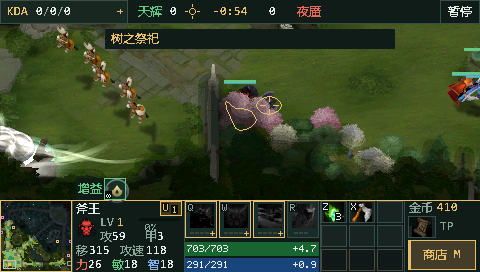 KDA 0/0/0 + 天辉 0 -0:54 0 夜魇 暂停
树之祭祀
增益
斧王 U 1 Q W E R Z 3 X 金币 410
LV 1 0% TP
攻59 甲3
移315 攻速118 703/703 +4.7 商店 M
力26 敏18 智18 291/291 +0.9